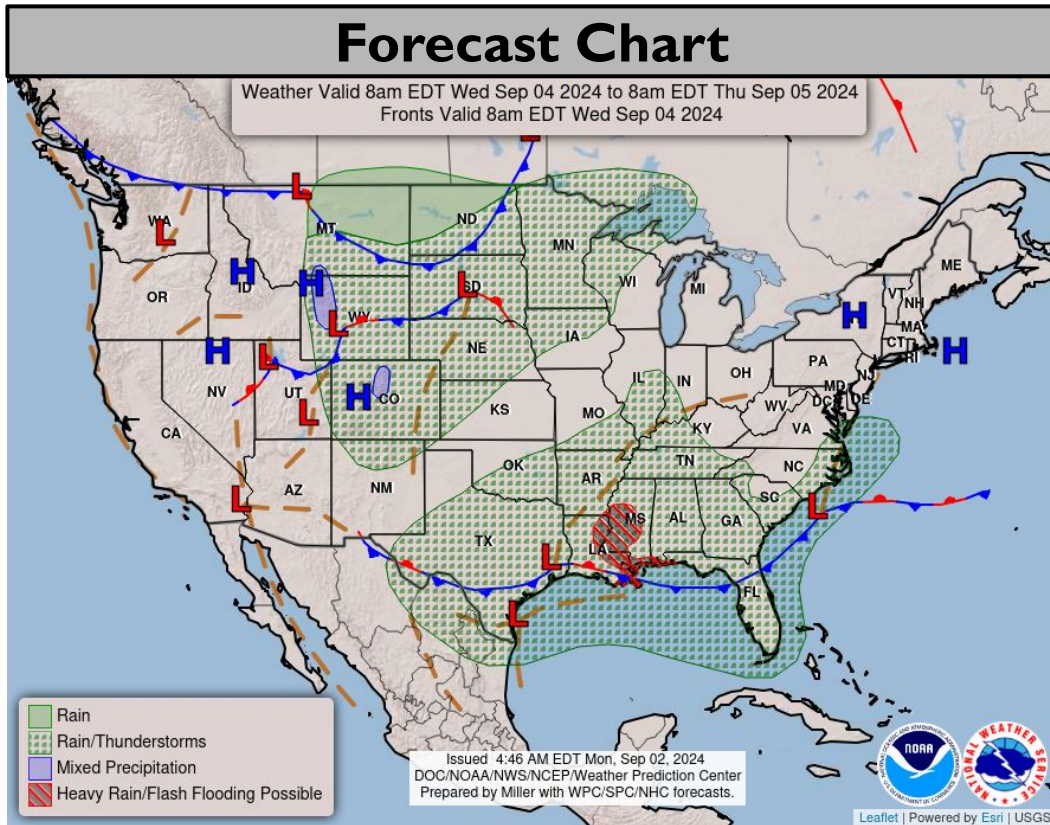 Forecast Chart
Weather Valid 8am EDT Wed Sep 04 2024 to 8am EDT Thu Sep 05 2024
Fronts Valid 8am EDT Wed Sep 04 2024
L
WA
L
MT
ND
MN
ME
OR
H
ID
H
L
SD
WI
MI
VT
NH
H
MA
CT
RI
H
L
WY
H
L
NV
UT
L
H
CO
NE
IA
IL
IN
OH
PA
NJ
MD
DE
DC
WV
VA
CA
KS
MO
KY
AZ
NM
OK
AR
TN
NC
SC
L
L
TX
L
LA
MS
AL
GA
FL
L
Rain
Rain/Thunderstorms
Mixed Precipitation
Heavy Rain/Flash Flooding Possible
Issued 4:46 AM EDT Mon, Sep 02, 2024
DOC/NOAA/NWS/NCEP/Weather Prediction Center
Prepared by Miller with WPC/SPC/NHC forecasts.
NOAA
NATIONAL WEATHER SERVICE
Leaflet | Powered by Esri | USGS